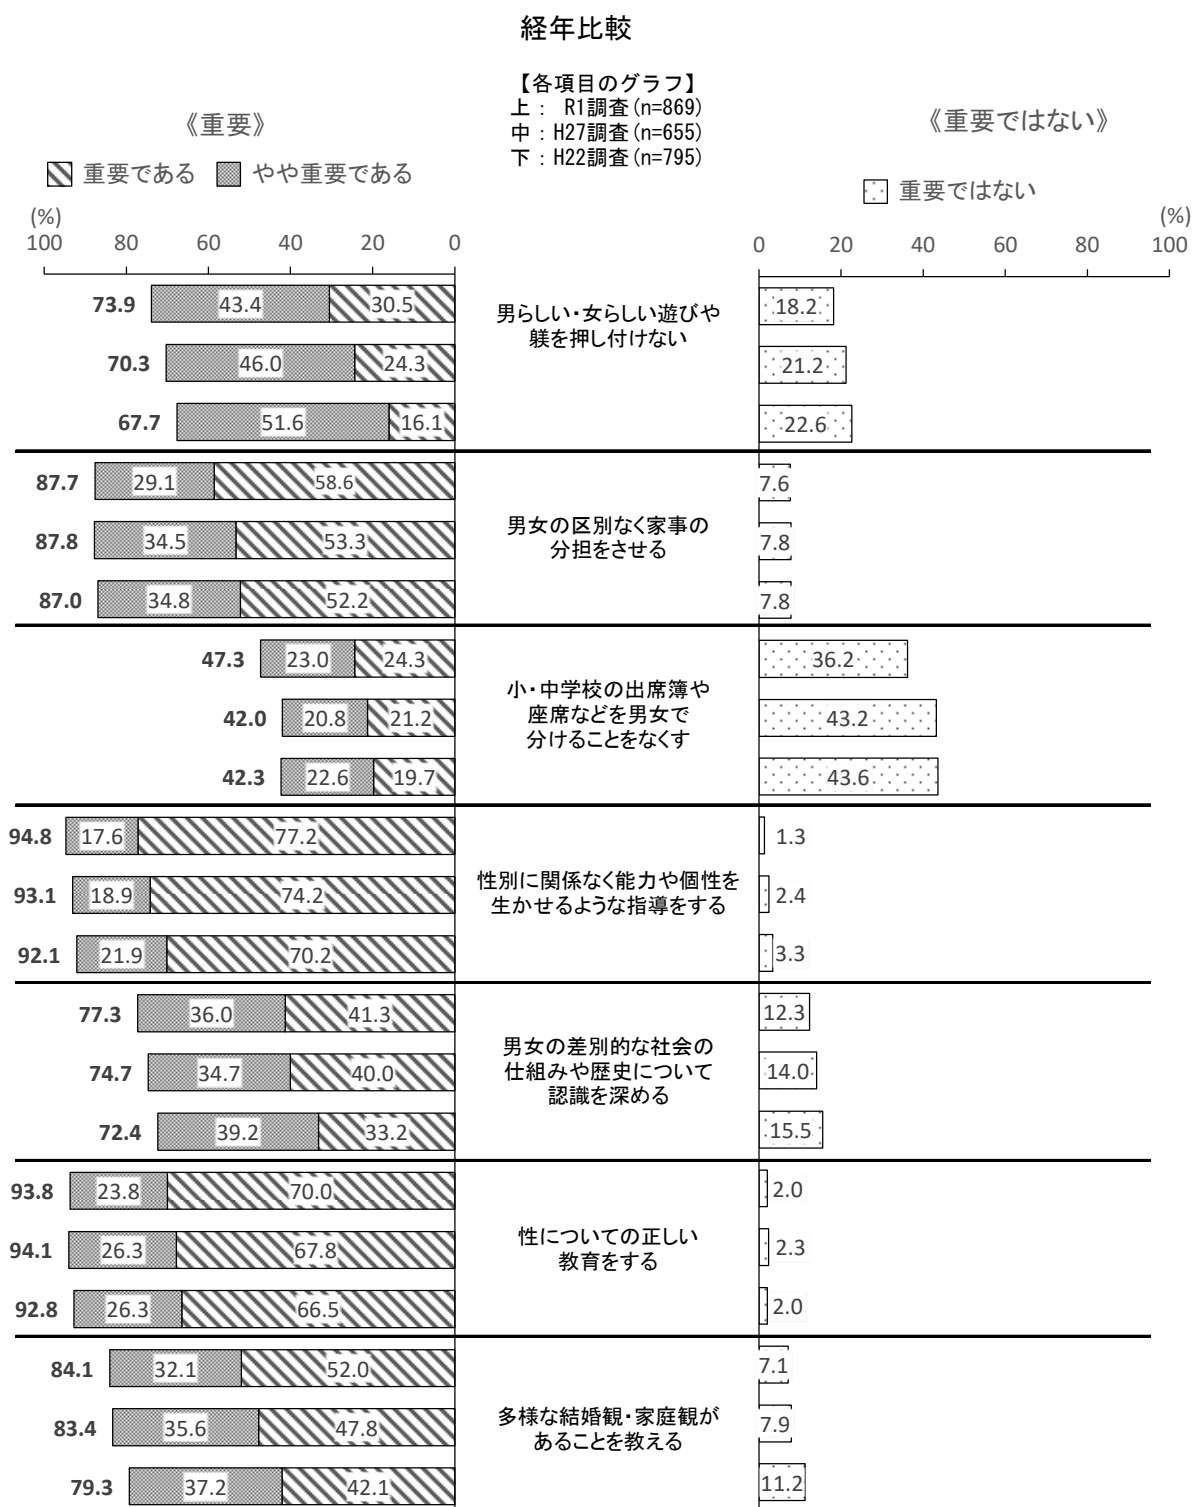 経年比較
【各項目のグラフ】
上： R1調査(n=869)
中：H27調査(n=655)
下：H22調査(n=795)
《重要》
《重要ではない》
重要である やや重要である
重要ではない
(%)
100 80 60 40 20 0
(%)
0 20 40 60 80 100
73.9 43.4 30.5
70.3 46.0 24.3
67.7 51.6 16.1
男らしい・女らしい遊びや
躾を押し付けない
18.2
21.2
22.6
87.7 29.1 58.6
87.8 34.5 53.3
87.0 34.8 52.2
男女の区別なく家事の
分担をさせる
7.6
7.8
7.8
47.3 23.0 24.3
42.0 20.8 21.2
42.3 22.6 19.7
小・中学校の出席簿や
座席などを男女で
分けることをなくす
36.2
43.2
43.6
94.8 17.6 77.2
93.1 18.9 74.2
92.1 21.9 70.2
性別に関係なく能力や個性を
生かせるような指導をする
1.3
2.4
3.3
77.3 36.0 41.3
74.7 34.7 40.0
72.4 39.2 33.2
男女の差別的な社会の
仕組みや歴史について
認識を深める
12.3
14.0
15.5
93.8 23.8 70.0
94.1 26.3 67.8
92.8 26.3 66.5
性についての正しい
教育をする
2.0
2.3
2.0
84.1 32.1 52.0
83.4 35.6 47.8
79.3 37.2 42.1
多様な結婚観・家庭観が
あることを教える
7.1
7.9
11.2